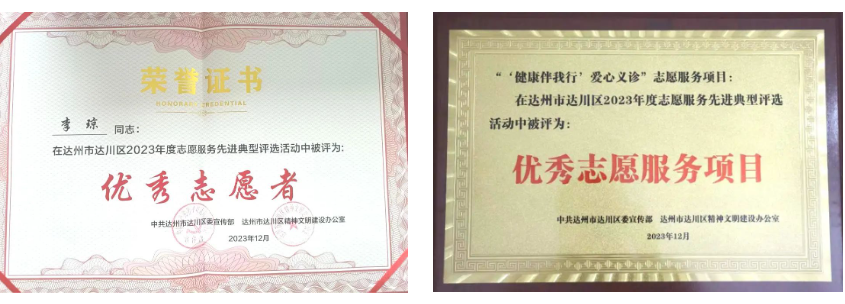 荣誉证书
HONORARY CREDENTIAL
李琼 同志:
在达州市达川区2023年度志愿服务先进典型评选活动中被评为:
优秀志愿者
中共达州市达川区委宣传部 达州市达川区精神文明建设办公室
2023年12月
“‘健康伴我行’爱心义诊”志愿服务项目:
在达州市达川区2023年度志愿服务先进典型评选
活动中被评为:
优秀志愿服务项目
中共达州市达川区委宣传部 达州市达川区精神文明建设办公室
2023年12月